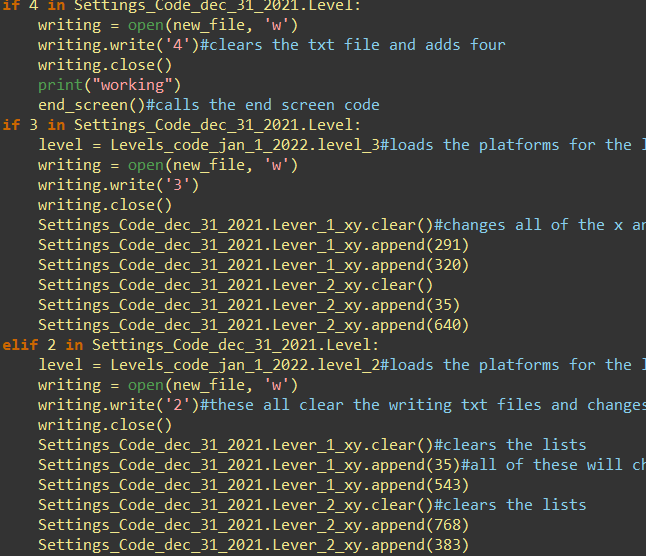 if 4 in Settings_Code_dec_31_2021.Level:
    writing = open(new_file, 'w')
    writing.write('4')#clears the txt file and adds four
    writing.close()
    print("working")
    end_screen()#calls the end screen code
if 3 in Settings_Code_dec_31_2021.Level:
    level = Levels_code_jan_1_2022.level_3#loads the platforms for the
    writing = open(new_file, 'w')
    writing.write('3')
    writing.close()
    Settings_Code_dec_31_2021.Lever_1_xy.clear()#changes all of the x
    Settings_Code_dec_31_2021.Lever_1_xy.append(291)
    Settings_Code_dec_31_2021.Lever_1_xy.append(320)
    Settings_Code_dec_31_2021.Lever_2_xy.clear()
    Settings_Code_dec_31_2021.Lever_2_xy.append(35)
    Settings_Code_dec_31_2021.Lever_2_xy.append(640)
elif 2 in Settings_Code_dec_31_2021.Level:
    level = Levels_code_jan_1_2022.level_2#loads the platforms for the
    writing = open(new_file, 'w')
    writing.write('2')#these all clear the writing txt files and changes
    writing.close()
    Settings_Code_dec_31_2021.Lever_1_xy.clear()#clears the lists
    Settings_Code_dec_31_2021.Lever_1_xy.append(35)#all of these will
    Settings_Code_dec_31_2021.Lever_1_xy.append(543)
    Settings_Code_dec_31_2021.Lever_2_xy.clear()#clears the lists
    Settings_Code_dec_31_2021.Lever_2_xy.append(768)
    Settings_Code_dec_31_2021.Lever_2_xy.append(383)